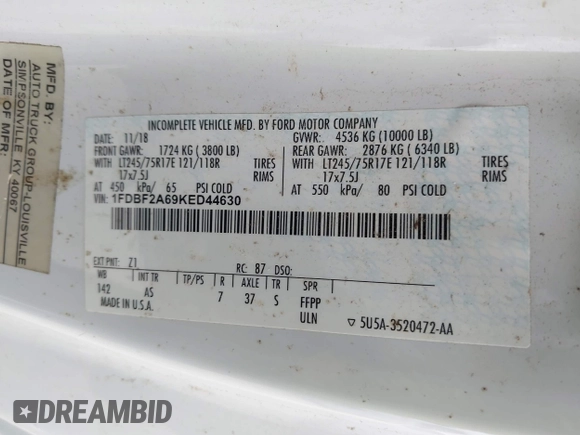 MFD. BY:
AUTO TRUCK GROUP-LOUISVILLE
SIMPSONVILLE, KY 40067
DATE OF MFR:
INCOMPLETE VEHICLE MFD. BY FORD MOTOR COMPANY
DATE: 11/18 GVWR: 4536 KG (10000 LB)
FRONT GAWR: 1724 KG (3800 LB) REAR GAWR: 2876 KG (6340 LB)
WITH LT245/75R17E 121/118R TIRES WITH LT245/75R17E 121/118R TIRES
17x7.5J RIMS 17x7.5J RIMS
AT 450 kPa/ 65 PSI COLD AT 550 kPa/ 80 PSI COLD
VIN: 1FDBF2A69KED44630
EXT PNT: Z1 RC: 87 DSO:
WB INT TR TP/PS R AXLE TR SPR
142 AS 7 37 S FFPP
MADE IN U.S.A. ULN ▽ 5U5A-3520472-AA
DREAMBID